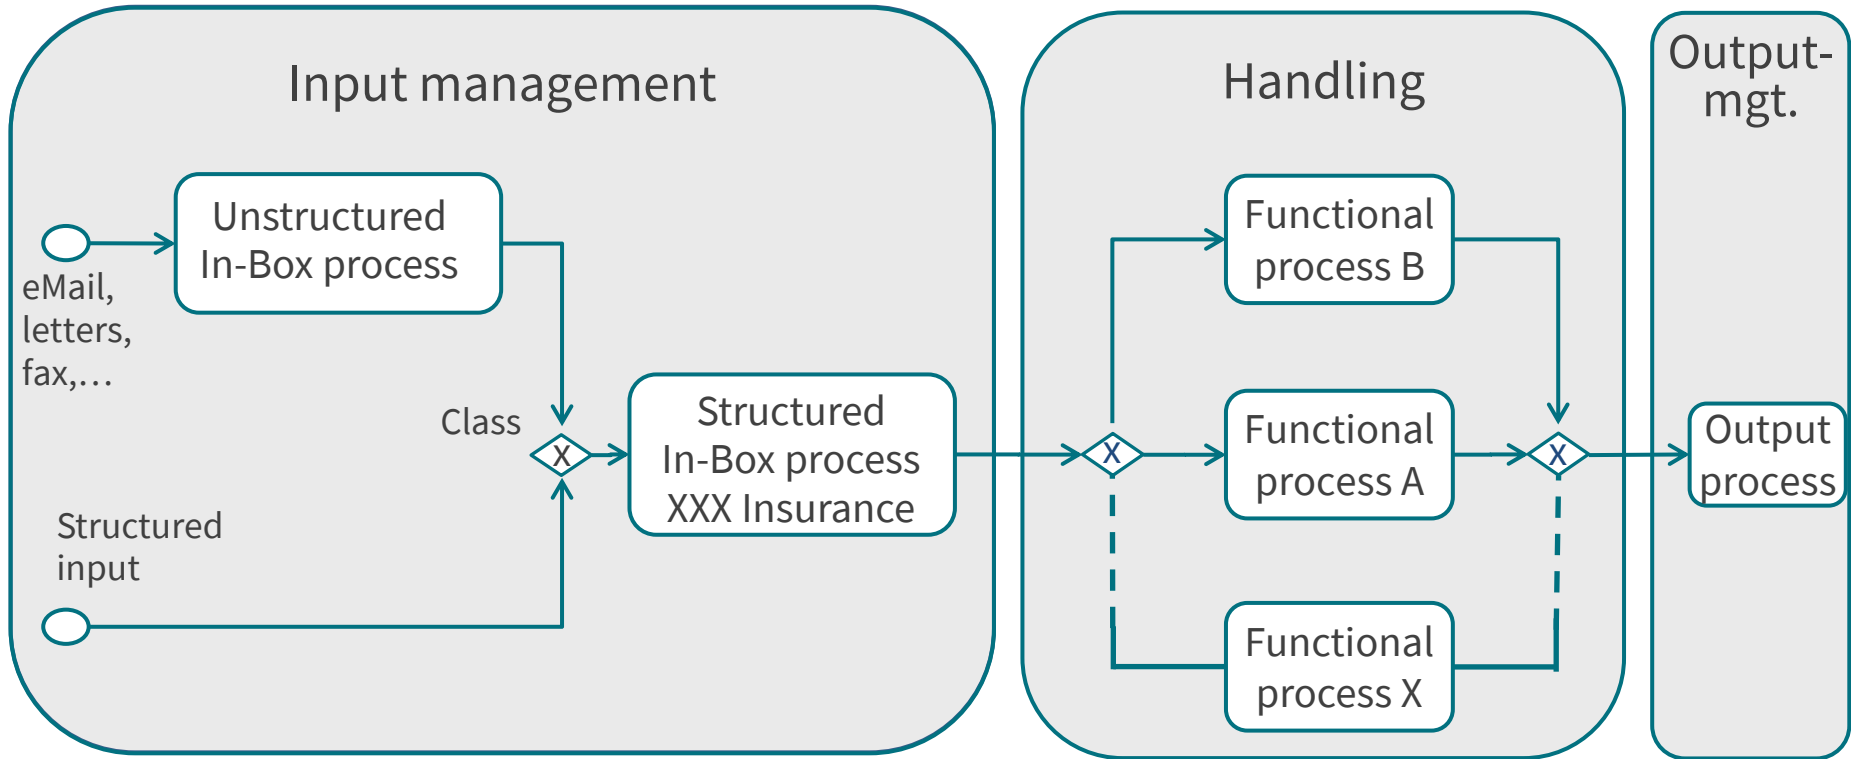 Input management
Unstructured
In-Box process
eMail,
letters,
fax,...
Class
X
Structured
In-Box process
XXX Insurance
Structured
input
Handling
X
Functional
process B
Functional
process A
Functional
process X
X
Output-
mgt.
Output
process